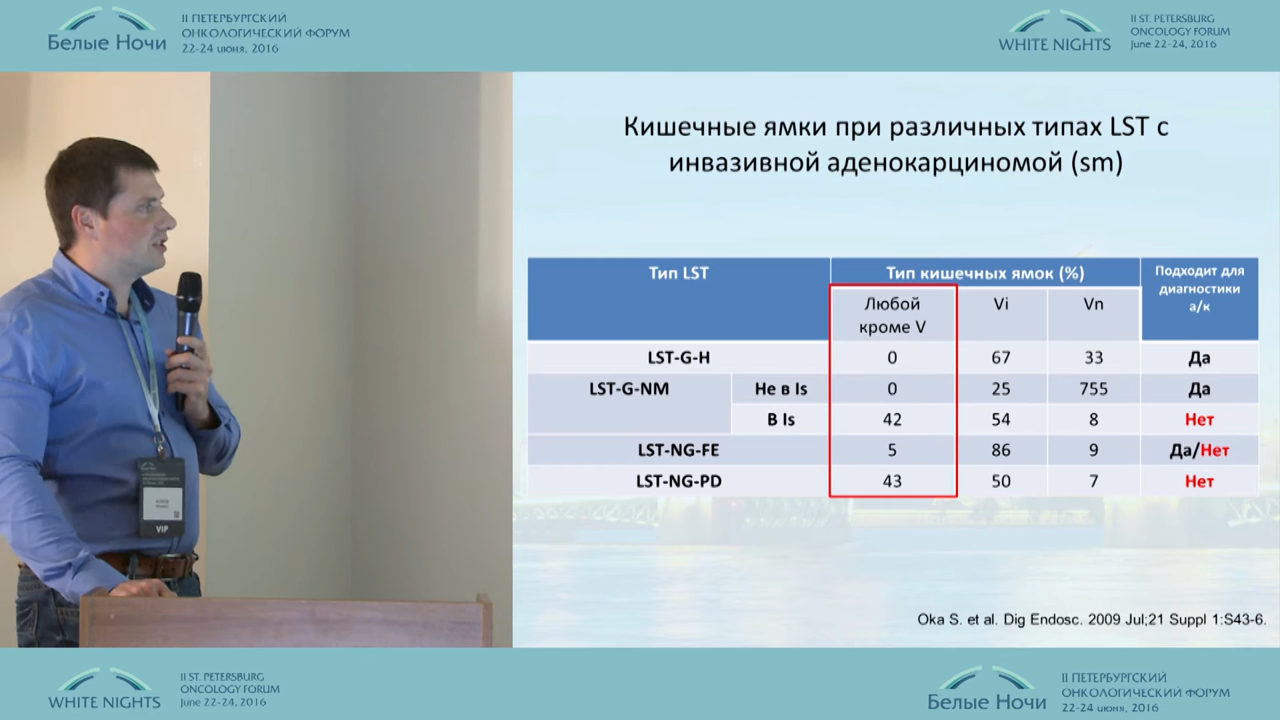 Белые Ночи
II ПЕТЕРБУРГСКИЙ
ОНКОЛОГИЧЕСКИЙ ФОРУМ
22-24 июня, 2016
WHITE NIGHTS
II ST. PETERSBURG
ONCOLOGY FORUM
June 22-24, 2016
Кишечные ямки при различных типах LST с
инвазивной аденокарциномой (sm)
Тип LST
Тип кишечных ямок (%)
Подходит для
диагностики
а/к
Любой
кроме V
Vi
Vn
LST-G-H 0 67 33 Да
LST-G-NM Не в Is 0 25 755 Да
В Is 42 54 8 Нет
LST-NG-FE 5 86 9 Да/Нет
LST-NG-PD 43 50 7 Нет
Oka S. et al. Dig Endosc. 2009 Jul;21 Suppl 1:S43-6.
VIP
WHITE NIGHTS
II ST. PETERSBURG
ONCOLOGY FORUM
June 22-24, 2016
Белые Ночи
II ПЕТЕРБУРГСКИЙ
ОНКОЛОГИЧЕСКИЙ ФОРУМ
22-24 июня, 2016